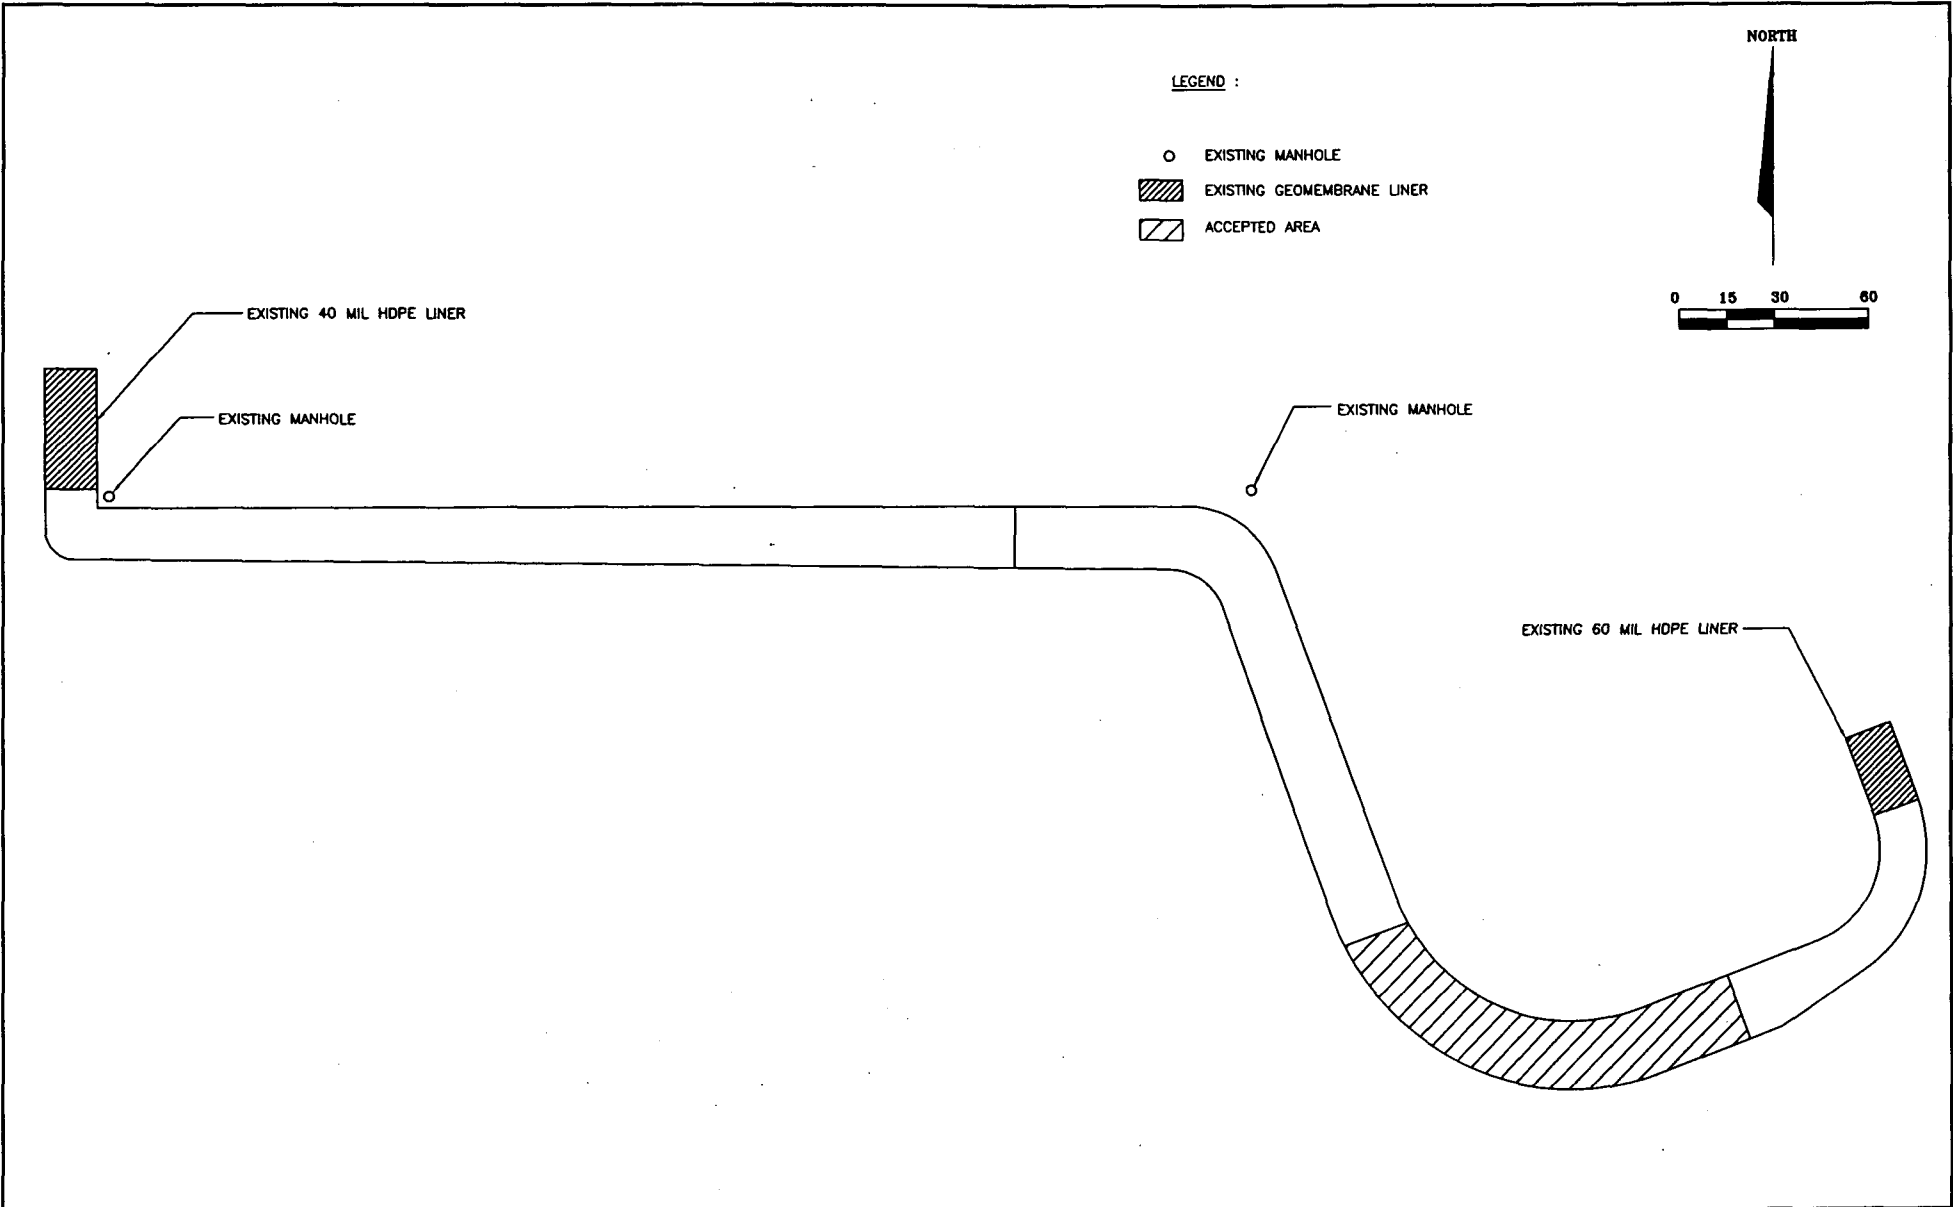 NORTH
LEGEND :
EXISTING MANHOLE
EXISTING GEOMEMBRANE LINER
ACCEPTED AREA
0 15 30 60
EXISTING 40 MIL HDPE LINER
EXISTING MANHOLE
EXISTING MANHOLE
EXISTING 60 MIL HDPE LINER